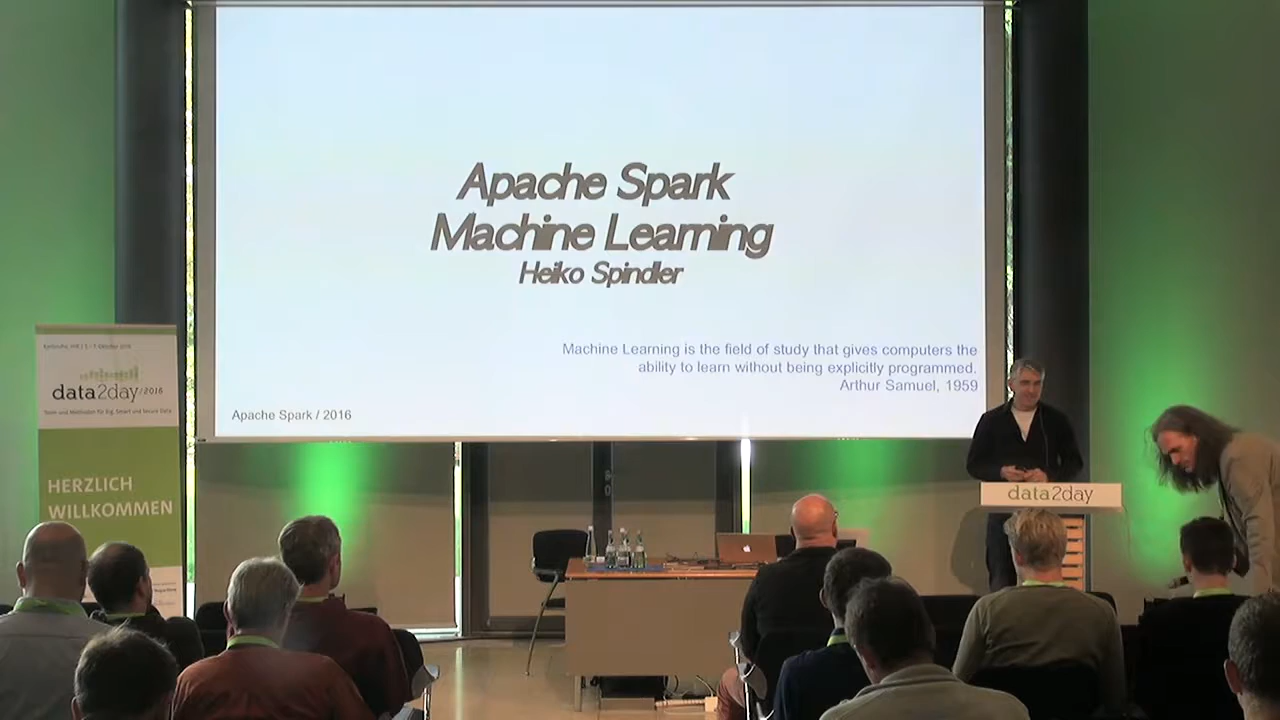 Apache Spark
Machine Learning
Heiko Spindler
Machine Learning is the field of study that gives computers the
ability to learn without being explicitly programmed.
Arthur Samuel, 1959
Apache Spark / 2016
data2day/2016
HERZLICH
WILLKOMMEN
data2day